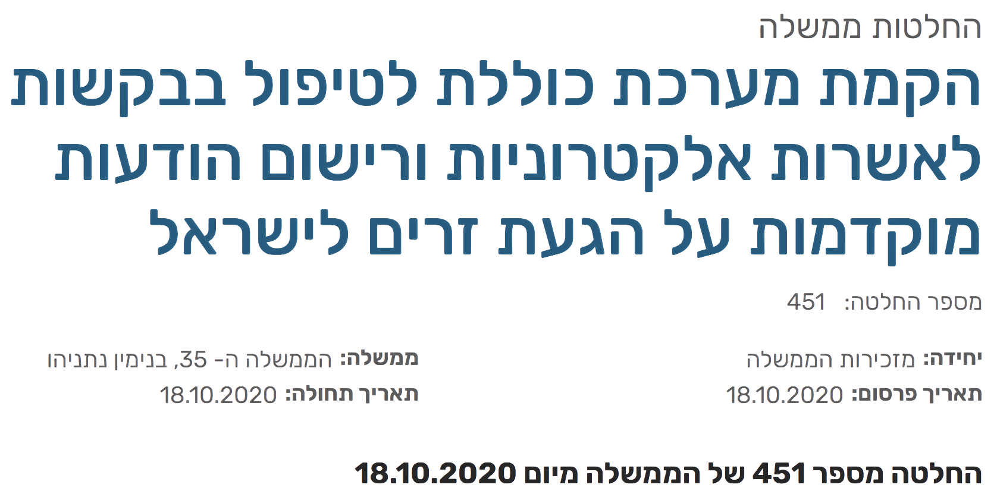 החלטות ממשלה
הקמת מערכת כוללת לטיפול בבקשות
לאשרות אלקטרוניות ורישום הודעות
מוקדמות על הגעת זרים לישראל
מספר החלטה: 451
יחידה: מזכירות הממשלה
ממשלה: הממשלה ה- 35, בנימין נתניהו
תאריך פרסום: 18.10.2020
תאריך תחולה: 18.10.2020
החלטה מספר 451 של הממשלה מיום 18.10.2020